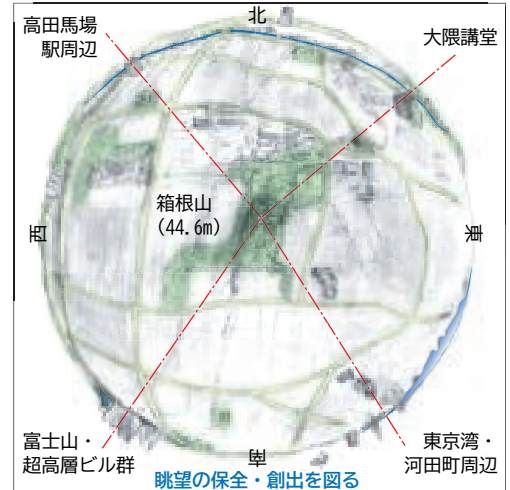 北
高田馬場
駅周辺
大隈講堂
箱根山
(44.6m)
西
東
富士山・
超高層ビル群
南
東京湾・
河田町周辺
眺望の保全・創出を図る